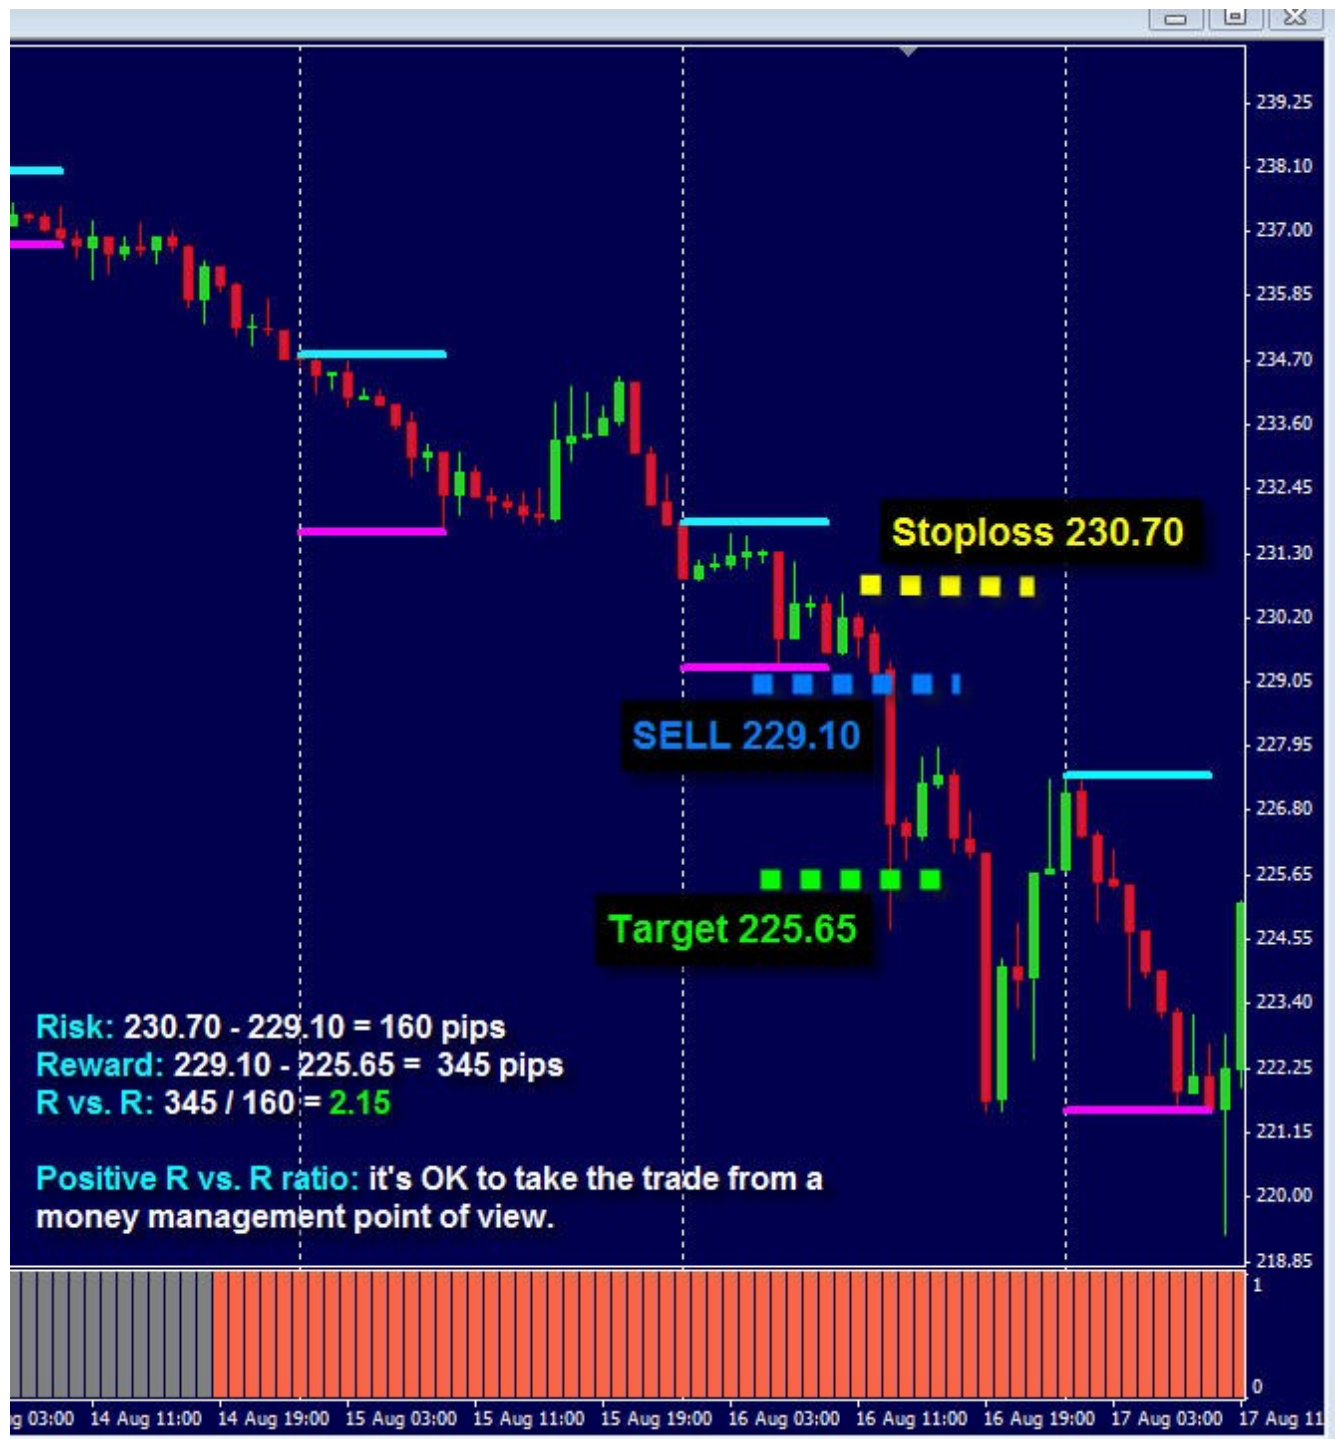 239.25
238.10
237.00
235.85
234.70
233.60
232.45
Stoploss 230.70
231.30
230.20
229.05
SELL 229.10
227.95
226.80
225.65
Target 225.65
224.55
223.40
Risk: 230.70 - 229.10 = 160 pips
Reward: 229.10 - 225.65 = 345 pips
222.25
R vs. R: 345 / 160 = 2.15
221.15
Positive R vs. R ratio: it's OK to take the trade from a
220.00
money management point of view.
218.85
1
0
03:00 14 Aug 11:00 14 Aug 19:00 15 Aug 03:00 15 Aug 11:00 15 Aug 19:00 16 Aug 03:00 16 Aug 11:00 16 Aug 19:00 17 Aug 03:00 17 Aug 11